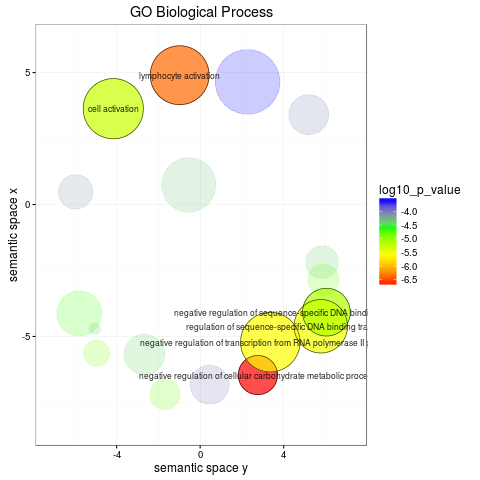 GO Biological Process
lymphocyte activation
cell activation
negative regulation of sequence-specific DNA bindi
regulation of sequence-specific DNA binding tra
negative regulation of transcription from RNA polymerase II
negative regulation of cellular carbohydrate metabolic proce
5
0
-5
-4
0
4
semantic space x
semantic space y
log10_p_value
-4.0
-4.5
-5.0
-5.5
-6.0
-6.5